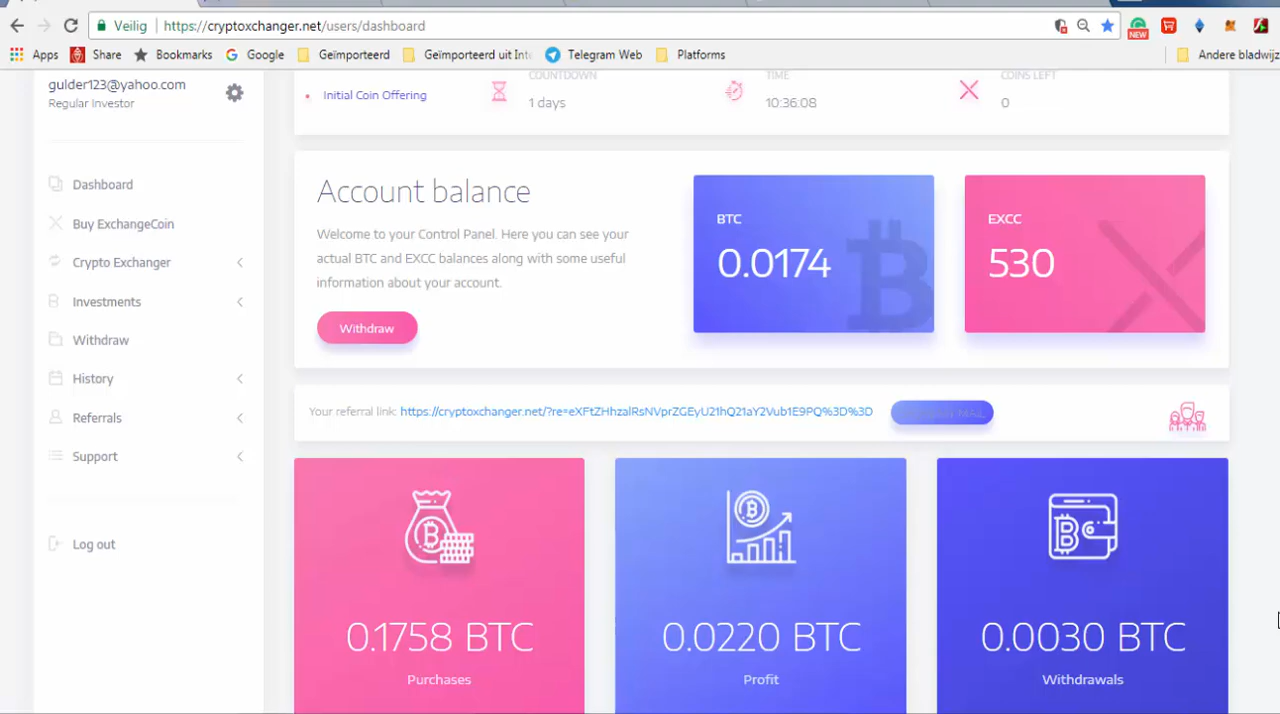 Veilig https://cryptoxchanger.net/users/dashboard
NEW
Apps Share Bookmarks Google Geïmporteerd Geïmporteerd uit Int Telegram Web Platforms Andere bladwijz
gulder123@yahoo.com
Regular Investor
Initial Coin Offering
COUNTDOWN
1 days
TIME
10:36:08
COINS LEFT
0
Dashboard
Buy ExchangeCoin
Crypto Exchanger
Investments
Withdraw
History
Referrals
Support
Log out
Account balance
Welcome to your Control Panel. Here you can see your
actual BTC and EXCC balances along with some useful
information about your account.
Withdraw
BTC
0.0174
EXCC
530
Your referral link: https://cryptoxchanger.net/?re=eXFtZHhzalRsNVprZGEyU21hQ21aY2Vub1E9PQ%3D%3D
MAIL
0.1758 BTC
Purchases
0.0220 BTC
Profit
0.0030 BTC
Withdrawals